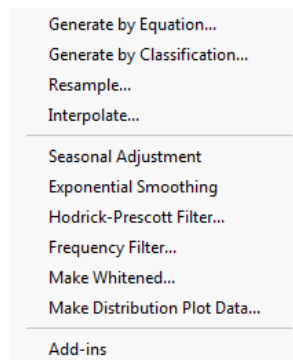 Generate by Equation...
Generate by Classification...
Resample...
Interpolate...
Seasonal Adjustment
Exponential Smoothing
Hodrick-Prescott Filter...
Frequency Filter...
Make Whitened...
Make Distribution Plot Data...
Add-ins